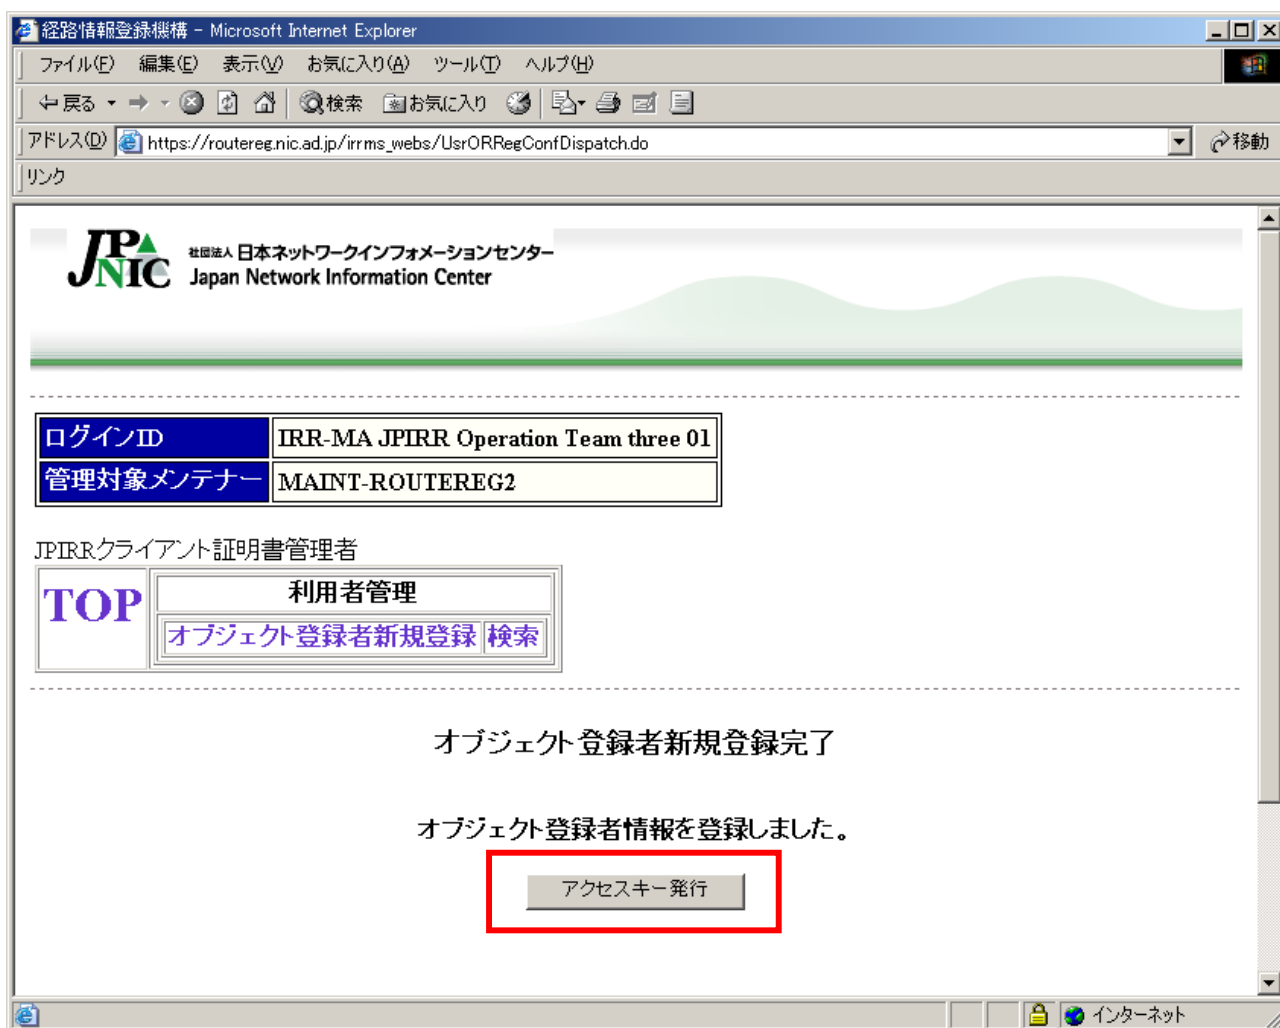 経路情報登録機構 - Microsoft Internet Explorer
ファイル(F) 編集(E) 表示(V) お気に入り(A) ツール(T) ヘルプ(H)
戻る 検索 お気に入り
アドレス(D) https://routereg.nic.ad.jp/irrms_webs/UsrORRegConfDispatch.do 移動
リンク
JPNIC 社団法人 日本ネットワークインフォメーションセンター
Japan Network Information Center
ログインID IRR-MA JPIRR Operation Team three 01
管理対象メンテナー MAINT-ROUTEREG2
JPIRRクライアント証明書管理者
TOP 利用者管理
オブジェクト登録者新規登録 検索
オブジェクト登録者新規登録完了
オブジェクト登録者情報を登録しました。
アクセスキー発行
インターネット